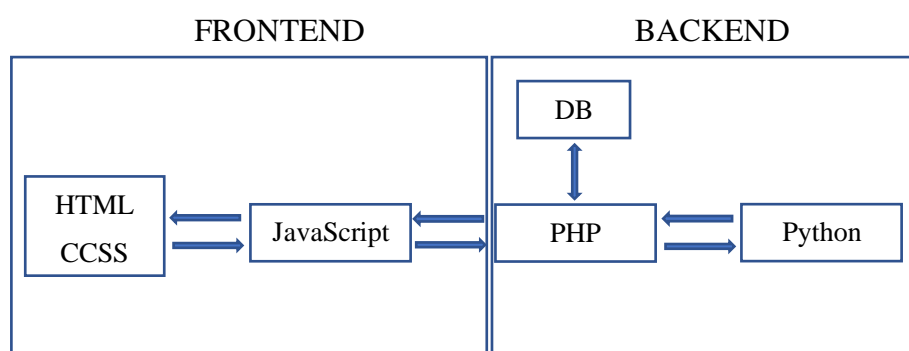 FRONTEND
BACKEND
DB
HTML
CCSS
JavaScript
PHP
Python